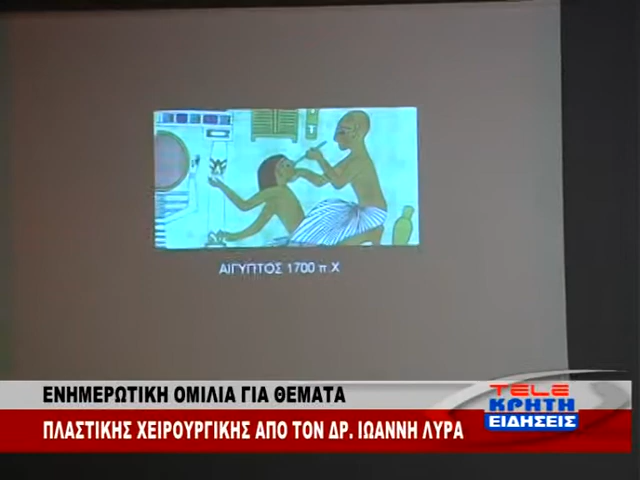 ΑΙΓΥΠΤΟΣ 1700 π.Χ
ΕΝΗΜΕΡΩΤΙΚΗ ΟΜΙΛΙΑ ΓΙΑ ΘΕΜΑΤΑ
ΠΛΑΣΤΙΚΗΣ ΧΕΙΡΟΥΡΓΙΚΗΣ ΑΠΟ ΤΟΝ ΔΡ. ΙΩΑΝΝΗ ΛΥΡΑ
TELE
ΚΡΗΤΗ
ΕΙΔΗΣΕΙΣ